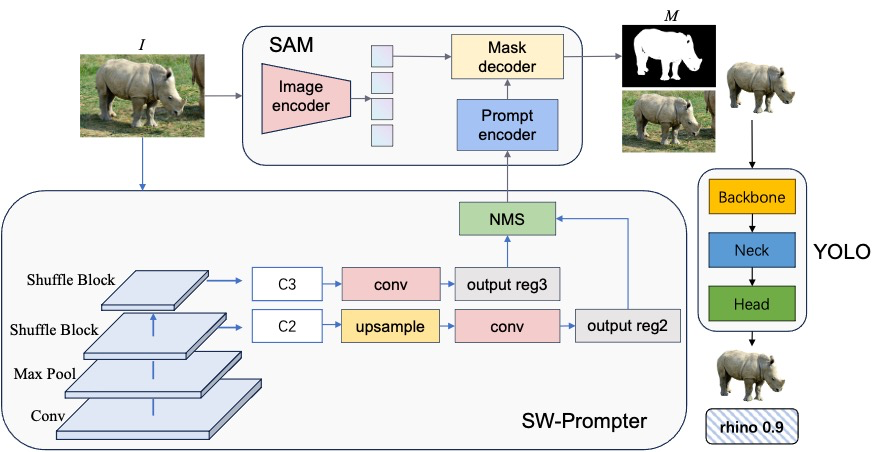 I
SAM
Image
encoder
Mask
decoder
Prompt
encoder
M
Backbone
Neck
Head
YOLO
rhino 0.9
NMS
Shuffle Block
C3
conv
output reg3
Shuffle Block
C2
upsample
conv
output reg2
Max Pool
Conv
SW-Prompter